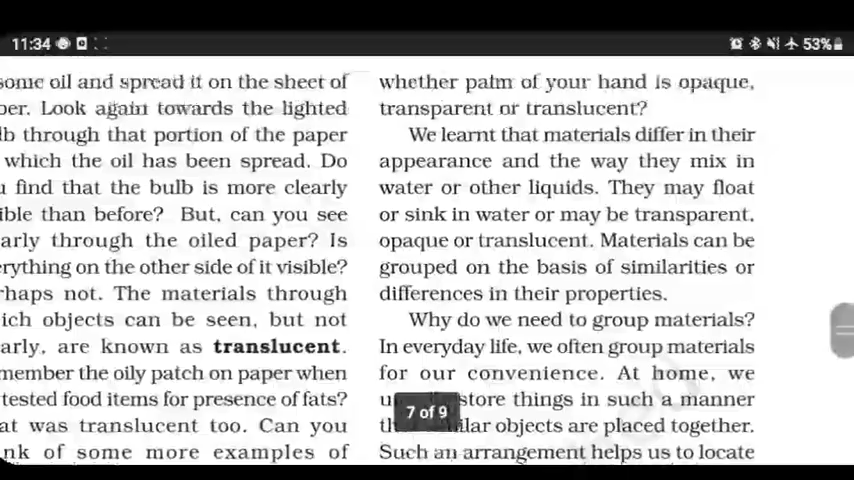 11:34
53%
some oil and spread it on the sheet of
per. Look again towards the lighted
lb through that portion of the paper
which the oil has been spread. Do
u find that the bulb is more clearly
ible than before? But, can you see
arly through the oiled paper? Is
erything on the other side of it visible?
rhaps not. The materials through
ich objects can be seen, but not
arly, are known as translucent.
member the oily patch on paper when
tested food items for presence of fats?
at was translucent too. Can you
nk of some more examples of
whether palm of your hand is opaque,
transparent or translucent?
We learnt that materials differ in their
appearance and the way they mix in
water or other liquids. They may float
or sink in water or may be transparent,
opaque or translucent. Materials can be
grouped on the basis of similarities or
differences in their properties.
Why do we need to group materials?
In everyday life, we often group materials
for our convenience. At home, we
store things in such a manner
objects are placed together.
Such an arrangement helps us to locate
7 of 9